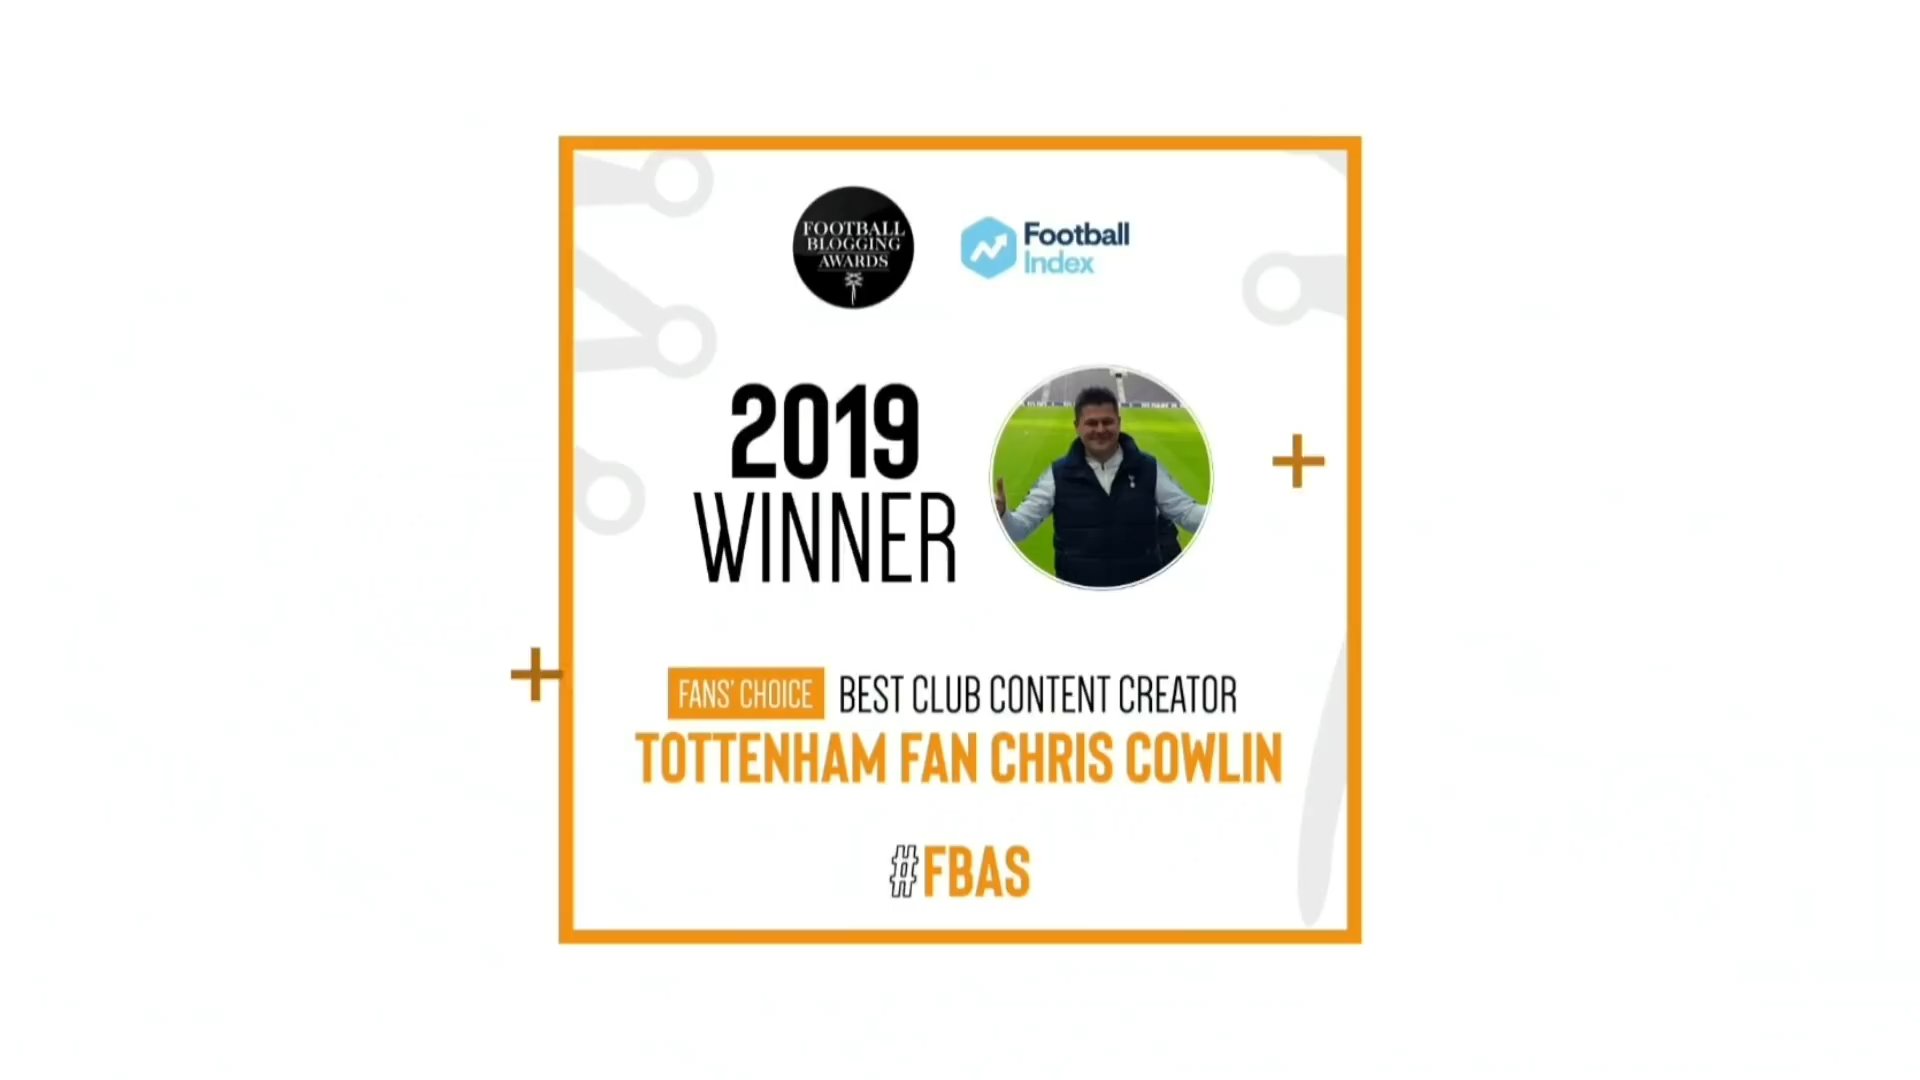 FOOTBALL
BLOGGING
AWARDS
Football
Index
2019
WINNER
FANS' CHOICE BEST CLUB CONTENT CREATOR
TOTTENHAM FAN CHRIS COWLIN
#FBAS